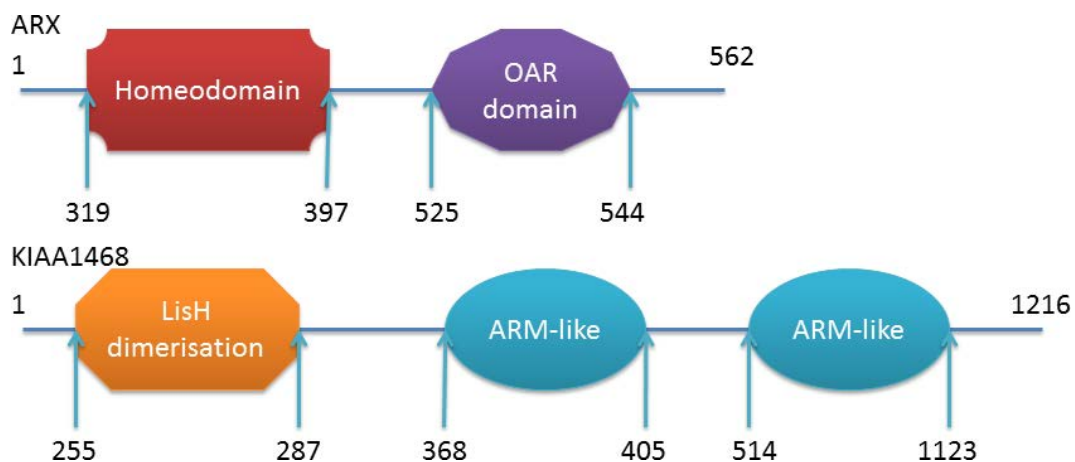 ARX
1
Homeodomain
OAR
domain
562
319
397
525
544
KIAA1468
1
LisH
dimerisation
ARM-like
ARM-like
1216
255
287
368
405
514
1123